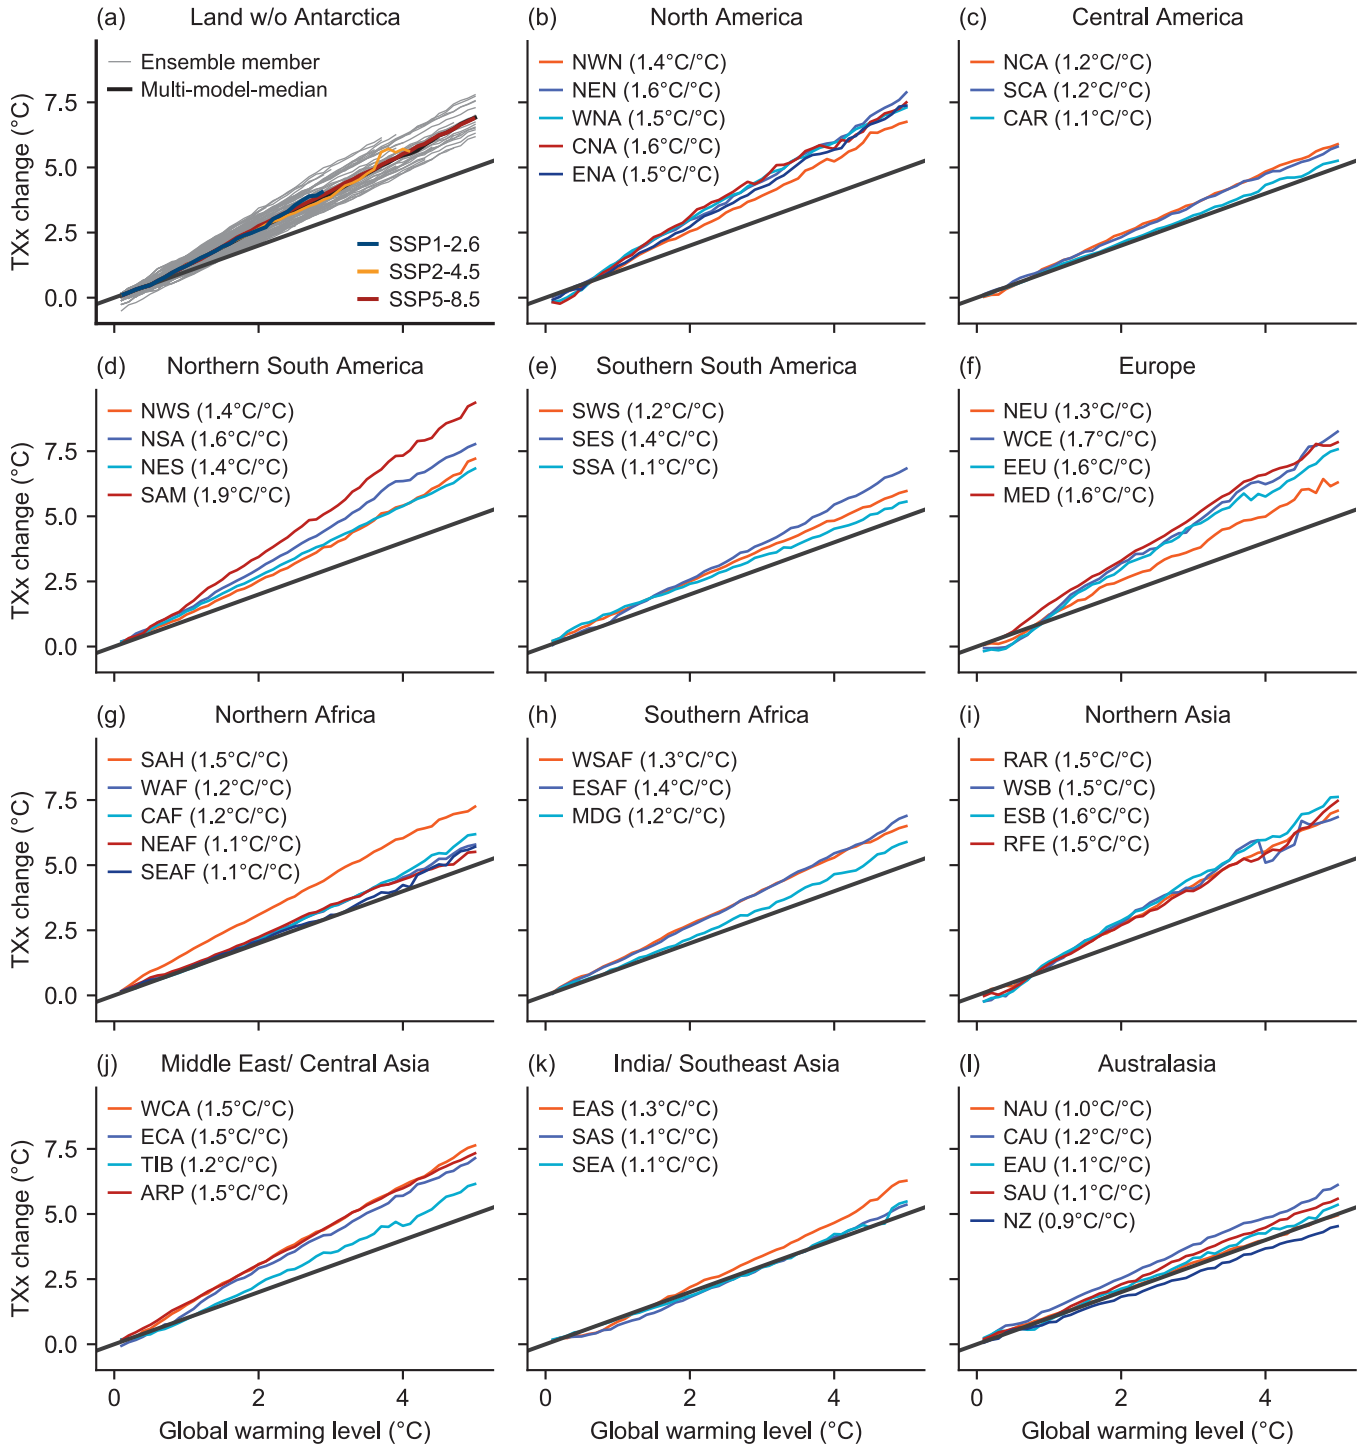 (a) Land w/o Antarctica
Ensemble member
Multi-model-median
SSP1-2.6
SSP2-4.5
SSP5-8.5
TXx change (°C)
7.5
5.0
2.5
0.0
(b) North America
NWN (1.4°C/°C)
NEN (1.6°C/°C)
WNA (1.5°C/°C)
CNA (1.6°C/°C)
ENA (1.5°C/°C)
(c) Central America
NCA (1.2°C/°C)
SCA (1.2°C/°C)
CAR (1.1°C/°C)
(d) Northern South America
NWS (1.4°C/°C)
NSA (1.6°C/°C)
NES (1.4°C/°C)
SAM (1.9°C/°C)
TXx change (°C)
7.5
5.0
2.5
0.0
(e) Southern South America
SWS (1.2°C/°C)
SES (1.4°C/°C)
SSA (1.1°C/°C)
(f) Europe
NEU (1.3°C/°C)
WCE (1.7°C/°C)
EEU (1.6°C/°C)
MED (1.6°C/°C)
(g) Northern Africa
SAH (1.5°C/°C)
WAF (1.2°C/°C)
CAF (1.2°C/°C)
NEAF (1.1°C/°C)
SEAF (1.1°C/°C)
TXx change (°C)
7.5
5.0
2.5
0.0
(h) Southern Africa
WSAF (1.3°C/°C)
ESAF (1.4°C/°C)
MDG (1.2°C/°C)
(i) Northern Asia
RAR (1.5°C/°C)
WSB (1.5°C/°C)
ESB (1.6°C/°C)
RFE (1.5°C/°C)
(j) Middle East/ Central Asia
WCA (1.5°C/°C)
ECA (1.5°C/°C)
TIB (1.2°C/°C)
ARP (1.5°C/°C)
TXx change (°C)
7.5
5.0
2.5
0.0
0 2 4
Global warming level (°C)
(k) India/ Southeast Asia
EAS (1.3°C/°C)
SAS (1.1°C/°C)
SEA (1.1°C/°C)
0 2 4
Global warming level (°C)
(l) Australasia
NAU (1.0°C/°C)
CAU (1.2°C/°C)
EAU (1.1°C/°C)
SAU (1.1°C/°C)
NZ (0.9°C/°C)
0 2 4
Global warming level (°C)